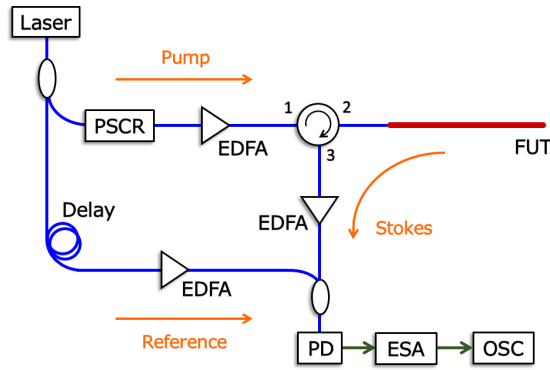 Laser
Pump
PSCR
EDFA
1
2
3
FUT
EDFA
Stokes
Delay
EDFA
Reference
PD
ESA
OSC